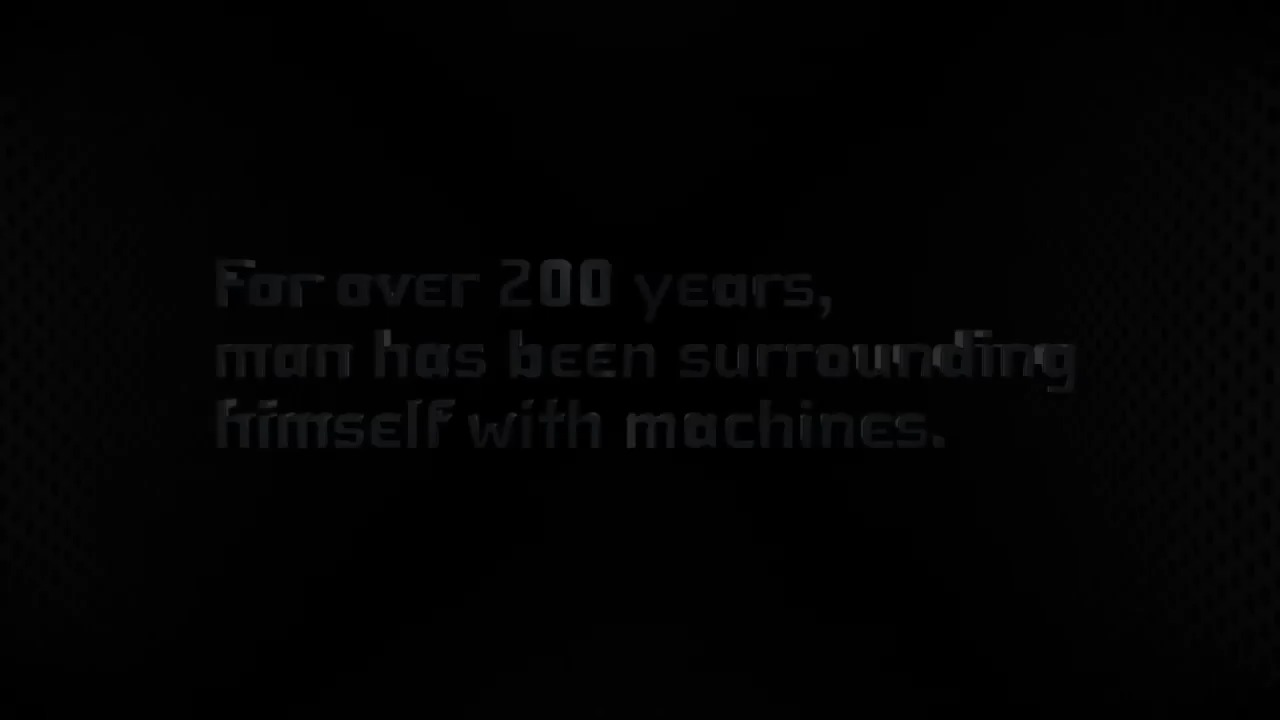 For over 200 years,
man has been surrounding
himself with machines.